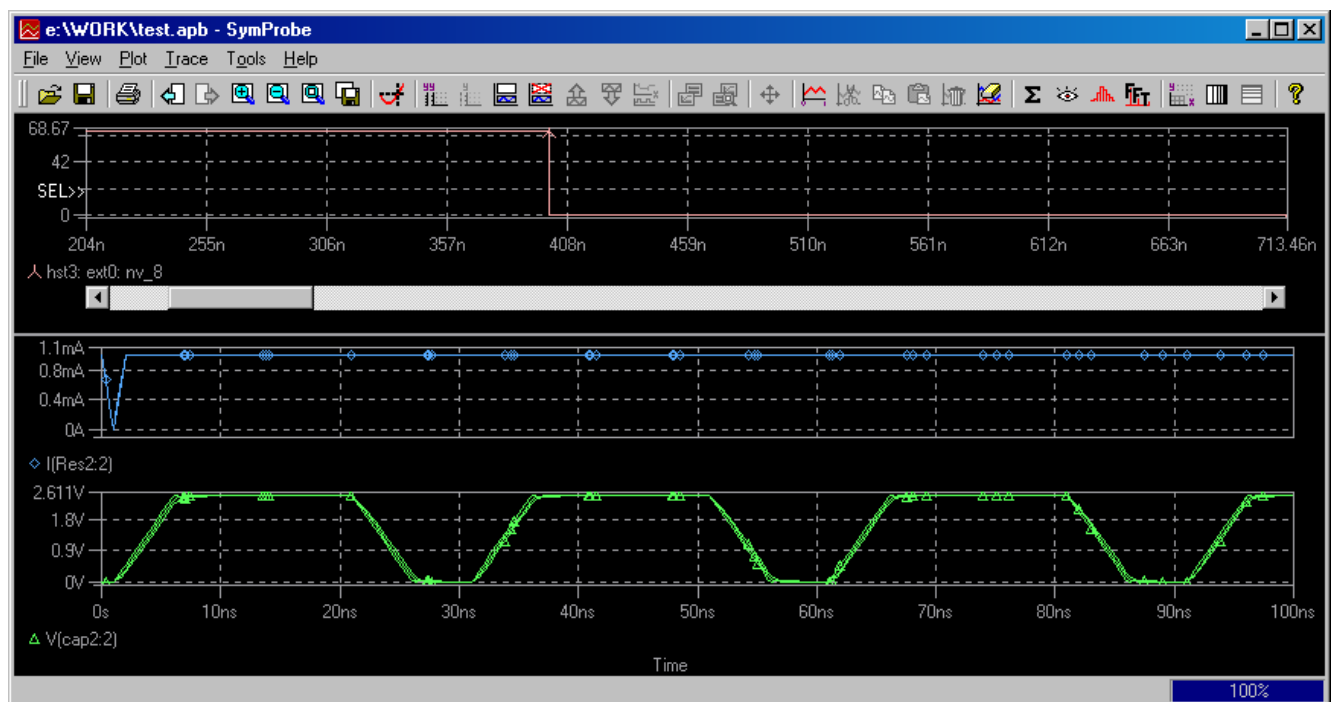 e:\WORK\test.apb - SymProbe
File View Plot Trace Tools Help
Σ FFT ?
68.67
42
SEL>>
0
204n 255n 306n 357n 408n 459n 510n 561n 612n 663n 713.46n
hst3: ext0: nv_8
1.1mA
0.8mA
0.4mA
0A
I(Res2:2)
2.611V
1.8V
0.9V
0V
0s 10ns 20ns 30ns 40ns 50ns 60ns 70ns 80ns 90ns 100ns
V(cap2:2)
Time
100%